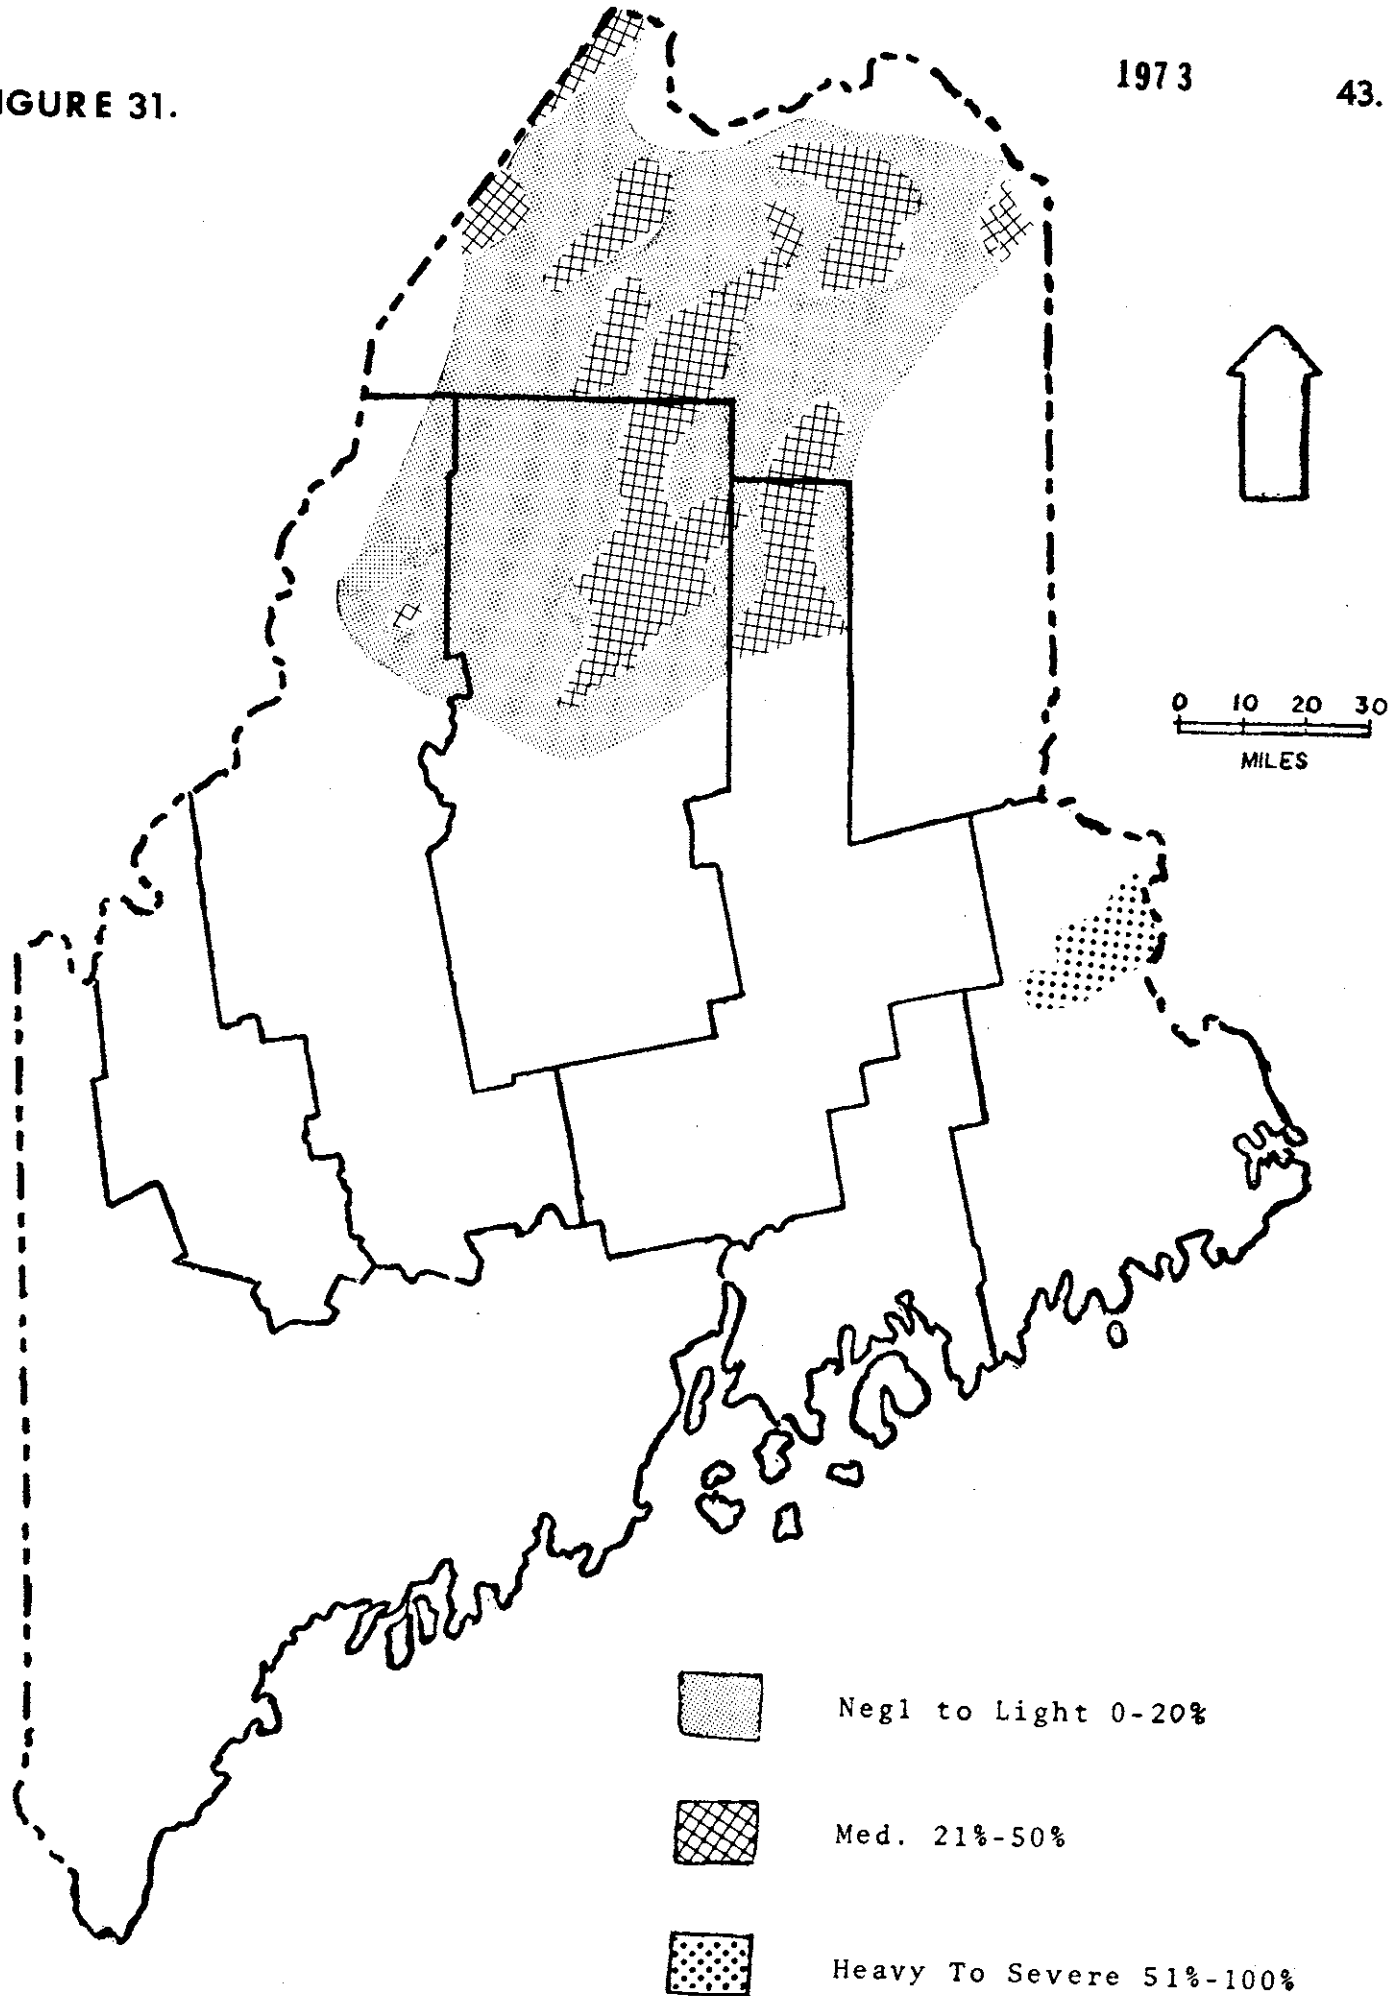 IGURE 31.
1973
43.
0 10 20 30
MILES
Negl to Light 0-20%
Med. 21%-50%
Heavy To Severe 51%-100%